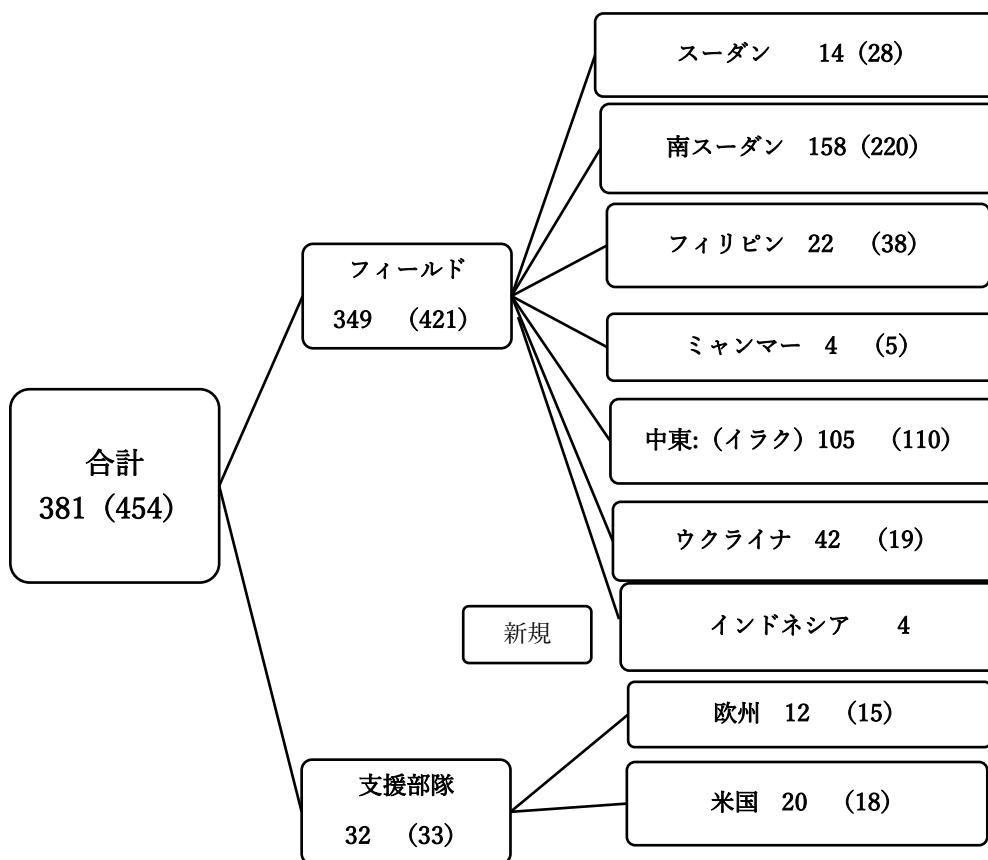 スーダン 14（28）
南スーダン 158（220）
フィリピン 22 （38）
フィールド
349 （421）
ミャンマー 4 （5）
中東:（イラク）105 （110）
合計
381（454）
ウクライナ 42 （19）
インドネシア 4
新規
欧州 12 （15）
支援部隊
32 （33）
米国 20 （18）